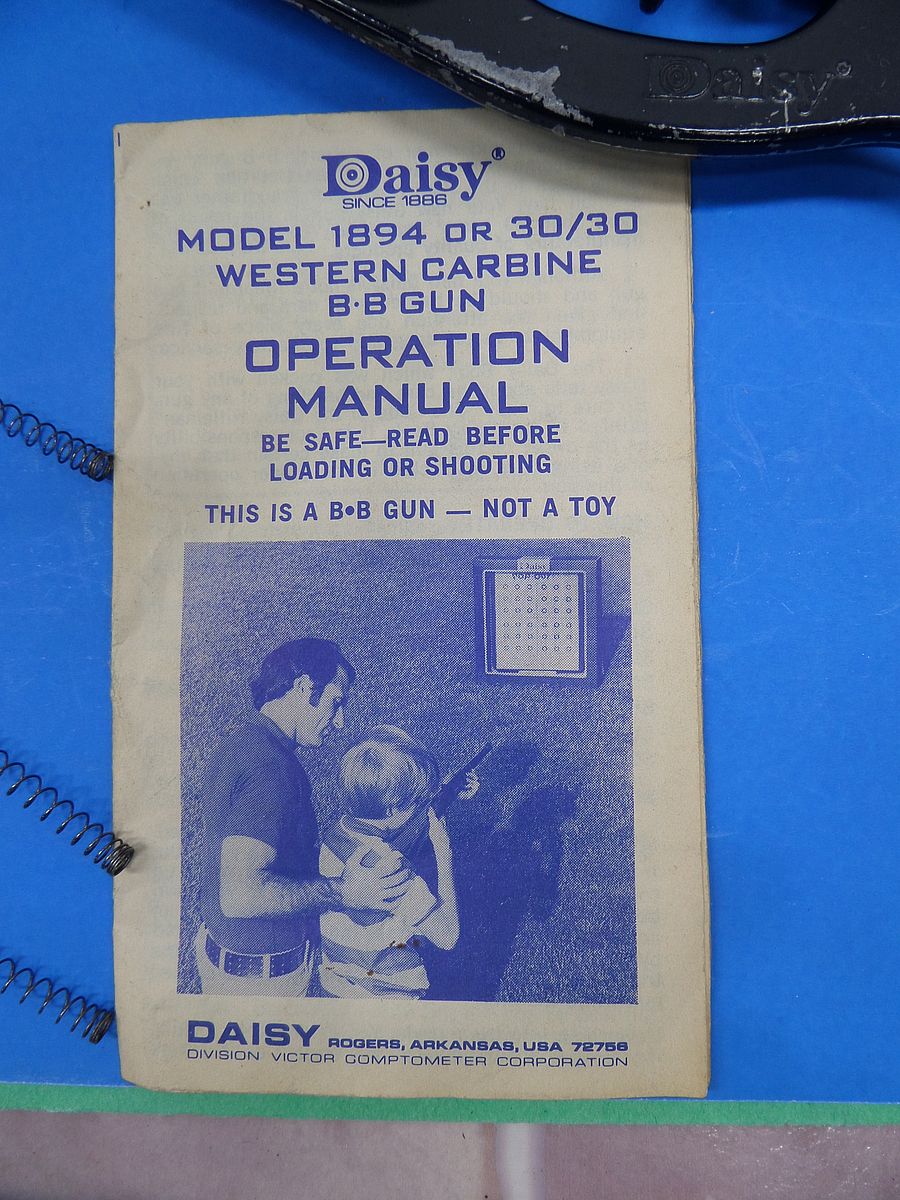 Daisy®
Daisy®
SINCE 1886
MODEL 1894 OR 30/30
WESTERN CARBINE
B•B GUN
OPERATION
MANUAL
BE SAFE—READ BEFORE
LOADING OR SHOOTING
THIS IS A B•B GUN — NOT A TOY
Daisy
DAISY ROGERS, ARKANSAS, USA 72756
DIVISION VICTOR COMPTOMETER CORPORATION